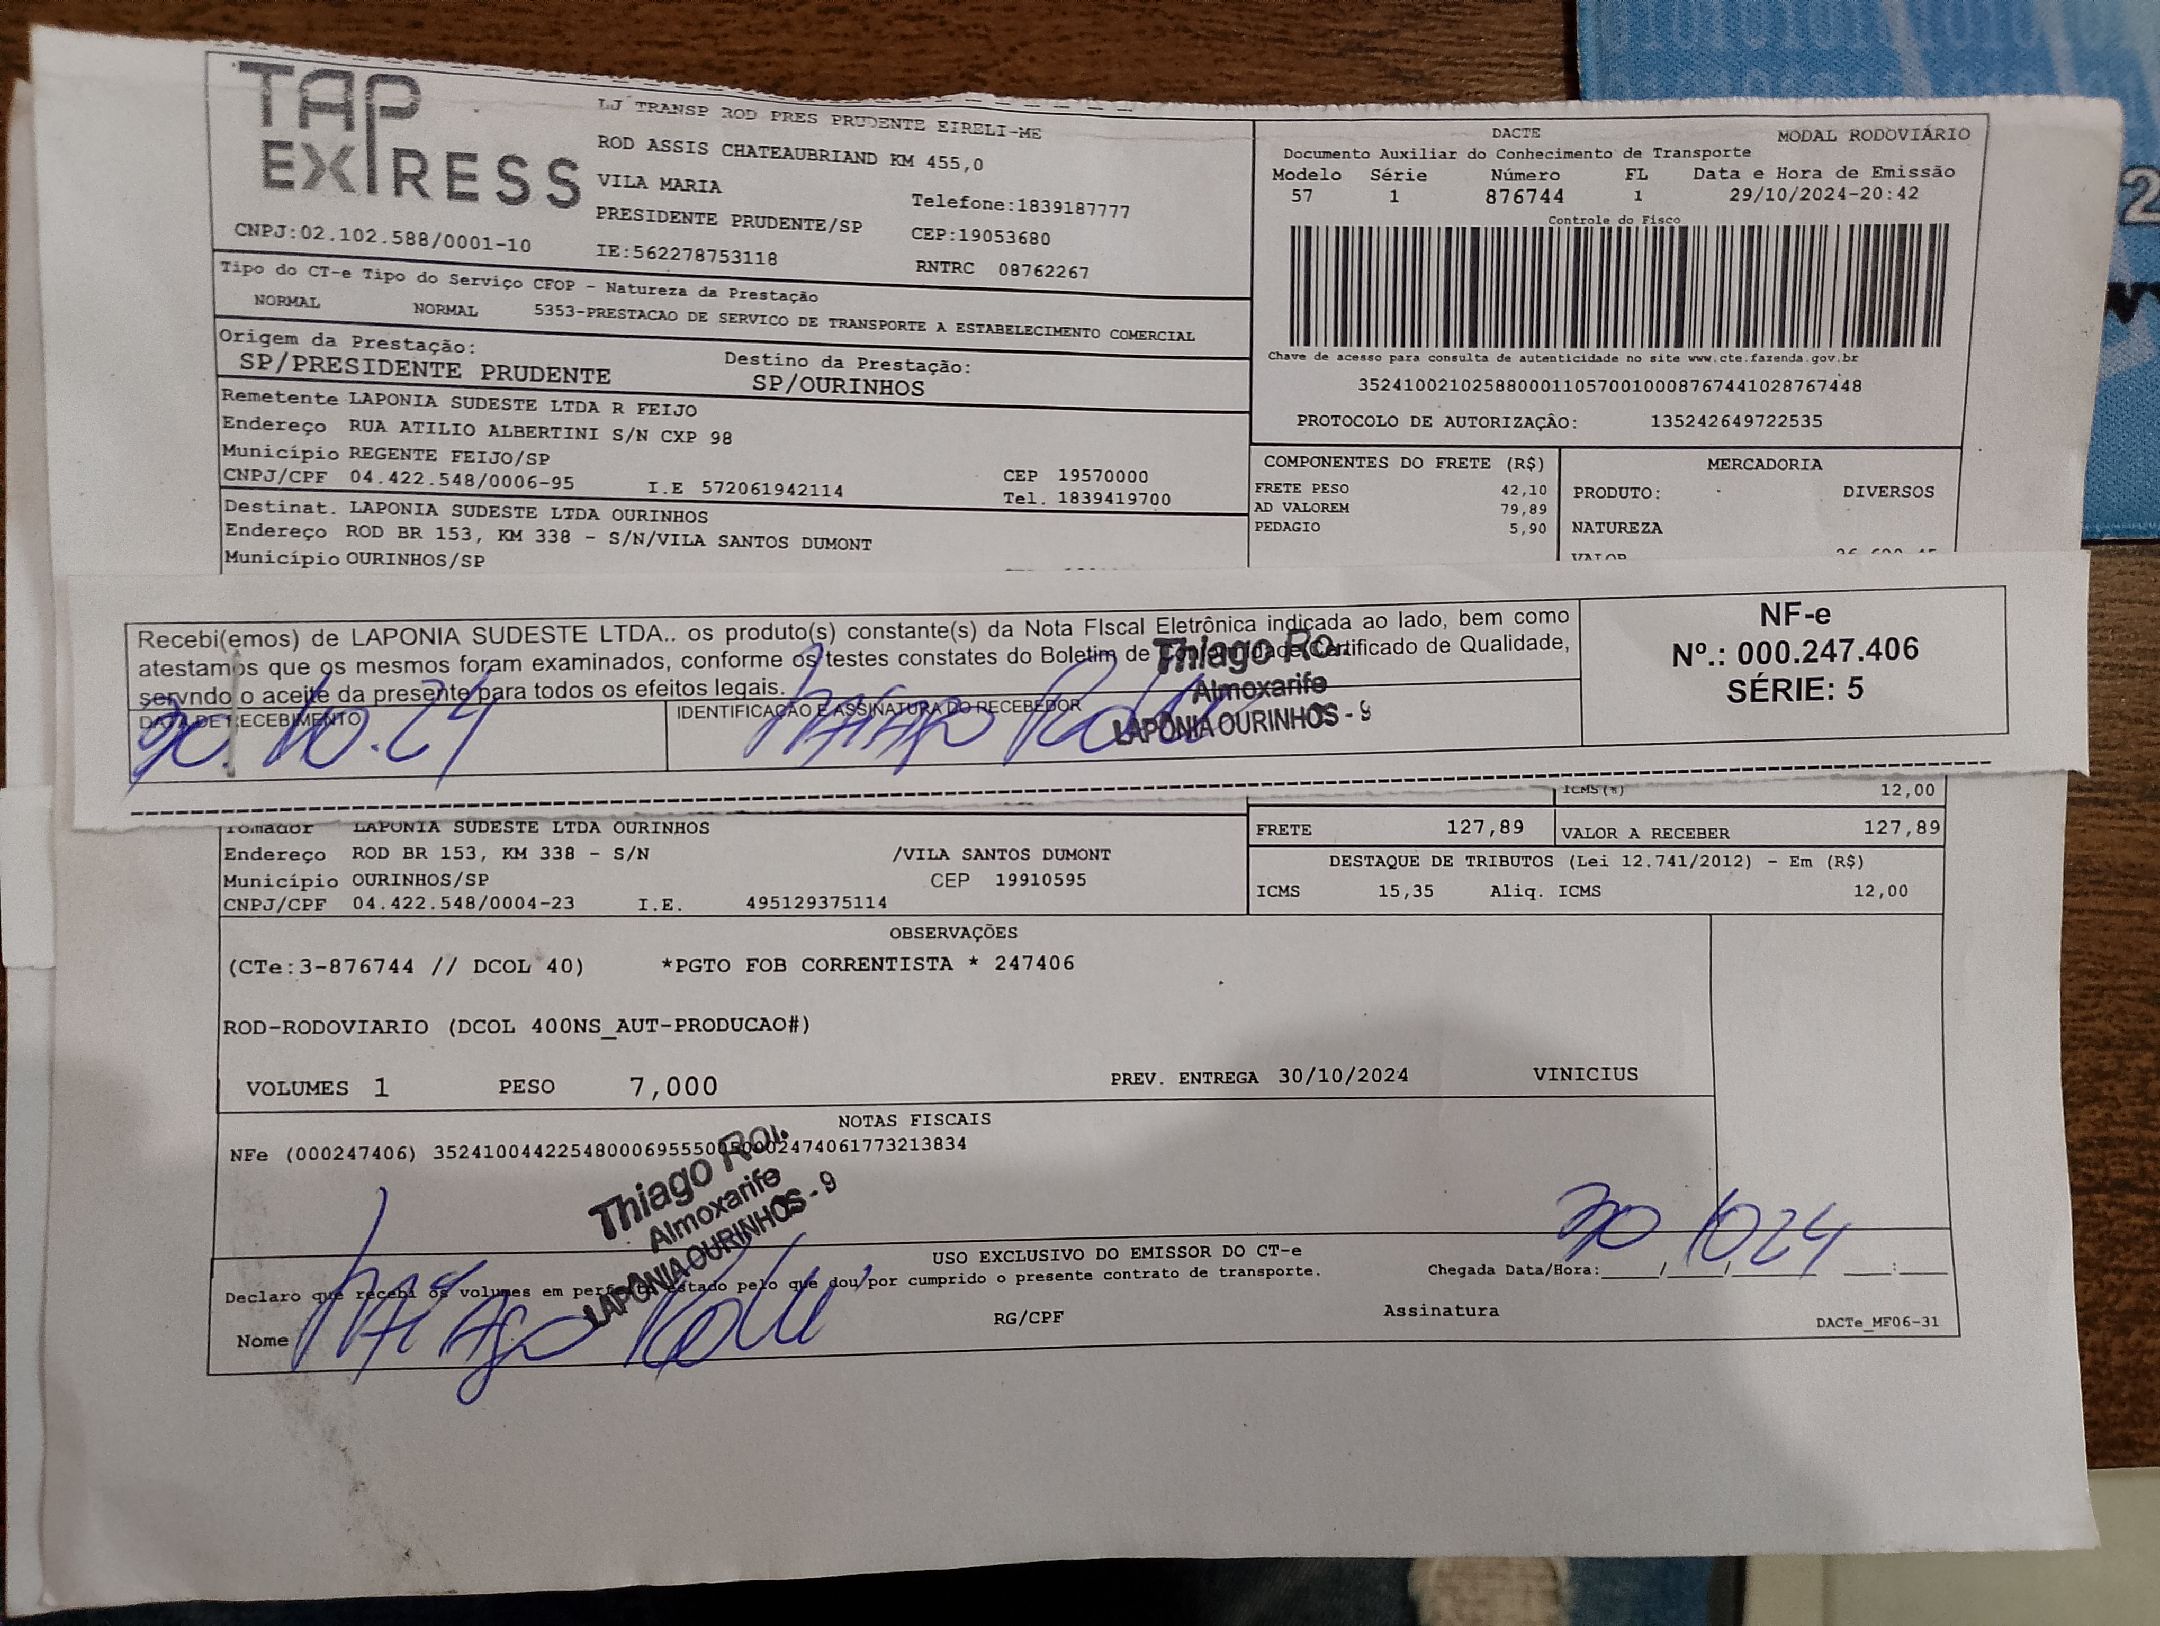 TAP
EXPRESS
CNPJ:02.102.588/0001-10
LJ TRANSP ROD PRES PRUDENTE EIRELI-ME
ROD ASSIS CHATEAUBRIAND KM 455,0
VILA MARIA
Telefone:1839187777
PRESIDENTE PRUDENTE/SP CEP:19053680
IE:562278753118 RNTRC 08762267
DACTE MODAL RODOVIÁRIO
Documento Auxiliar do Conhecimento de Transporte
Modelo Série Número FL Data e Hora de Emissão
57 1 876744 1 29/10/2024-20:42
Controle do Fisco
Chave de acesso para consulta de autenticidade no site www.cte.fazenda.gov.br
35241002102588000110570010008767441028767448
PROTOCOLO DE AUTORIZAÇÂO: 135242649722535
Tipo do CT-e Tipo do Serviço CFOP - Natureza da Prestação
NORMAL NORMAL 5353-PRESTACAO DE SERVICO DE TRANSPORTE A ESTABELECIMENTO COMERCIAL
Origem da Prestação: Destino da Prestação:
SP/PRESIDENTE PRUDENTE SP/OURINHOS
Remetente LAPONIA SUDESTE LTDA R FEIJO
Endereço RUA ATILIO ALBERTINI S/N CXP 98
Município REGENTE FEIJO/SP CEP 19570000
CNPJ/CPF 04.422.548/0006-95 I.E 572061942114 Tel. 1839419700
Destinat. LAPONIA SUDESTE LTDA OURINHOS
Endereço ROD BR 153, KM 338 - S/N/VILA SANTOS DUMONT
Município OURINHOS/SP
COMPONENTES DO FRETE (R$) MERCADORIA
FRETE PESO 42,10 PRODUTO: DIVERSOS
AD VALOREM 79,89
PEDAGIO 5,90 NATUREZA
VALOR
Recebi(emos) de LAPONIA SUDESTE LTDA.. os produto(s) constante(s) da Nota FIscal Eletrônica indicada ao lado, bem como
atestamos que os mesmos foram examinados, conforme os testes constates do Boletim de Conformidade/Certificado de Qualidade,
servndo o aceite da presente para todos os efeitos legais.
DATA DE RECEBIMENTO IDENTIFICAÇÃO E ASSINATURA DO RECEBEDOR
30.10.24
Thiago
Almoxarife
LAPONIA OURINHOS - 9
NF-e
Nº.: 000.247.406
SÉRIE: 5
ICMS(%) 12,00
Tomador LAPONIA SUDESTE LTDA OURINHOS
Endereço ROD BR 153, KM 338 - S/N /VILA SANTOS DUMONT
Município OURINHOS/SP CEP 19910595
CNPJ/CPF 04.422.548/0004-23 I.E. 495129375114
FRETE 127,89 VALOR A RECEBER 127,89
DESTAQUE DE TRIBUTOS (Lei 12.741/2012) - Em (R$)
ICMS 15,35 Aliq. ICMS 12,00
OBSERVAÇÕES
(CTe:3-876744 // DCOL 40) *PGTO FOB CORRENTISTA * 247406
ROD-RODOVIARIO (DCOL 400NS_AUT-PRODUCAO#)
VOLUMES 1 PESO 7,000 PREV. ENTREGA 30/10/2024 VINICIUS
NOTAS FISCAIS
NFe (000247406) 35241004422548000695550050002474061773213834
Thiago
Almoxarife
LAPONIA OURINHOS - 9
30 10 24
USO EXCLUSIVO DO EMISSOR DO CT-e
Declaro que recebi os volumes em perfeito estado pelo que dou por cumprido o presente contrato de transporte.
Chegada Data/Hora:____/____/______ ___:___
Nome Thiago RG/CPF Assinatura
DACTe_MF06-31